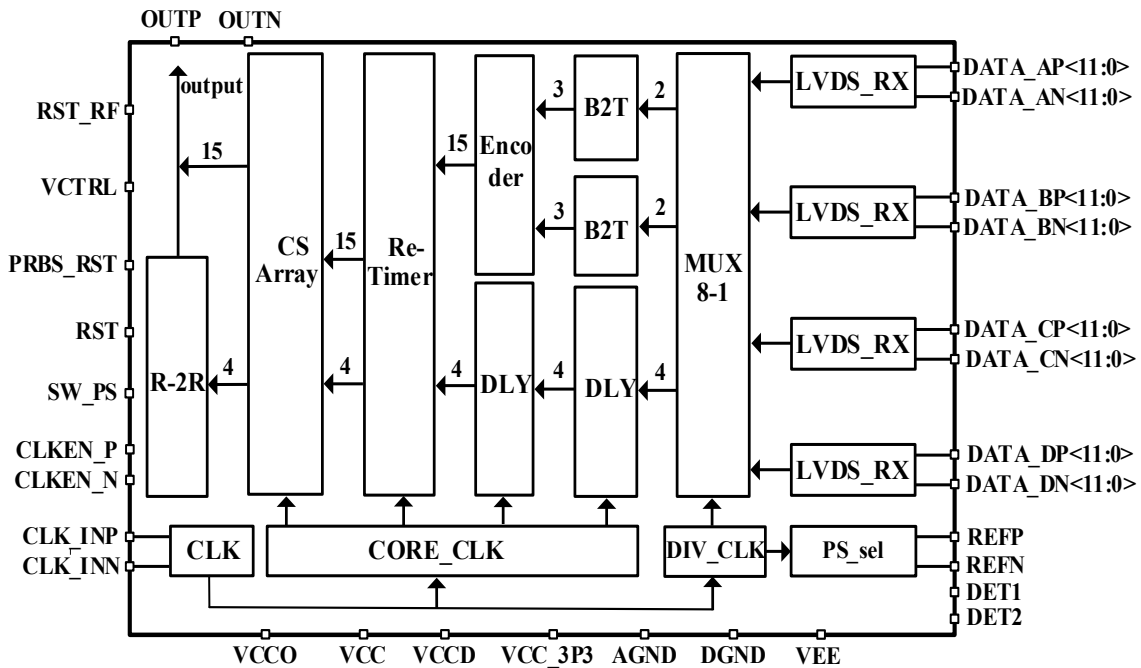 OUTP OUTN
RST_RF
VCTRL
PRBS_RST
RST
SW_PS
CLKEN_P
CLKEN_N
CLK_INP
CLK_INN
output
15
R-2R
4
CS
Array
15
4
Re-
Timer
15
4
Enco
der
3
3
DLY
4
B2T
B2T
DLY
2
2
4
MUX
8-1
LVDS_RX
LVDS_RX
LVDS_RX
LVDS_RX
CLK
CORE_CLK
DIV_CLK
PS_sel
DATA_AP<11:0>
DATA_AN<11:0>
DATA_BP<11:0>
DATA_BN<11:0>
DATA_CP<11:0>
DATA_CN<11:0>
DATA_DP<11:0>
DATA_DN<11:0>
REFP
REFN
DET1
DET2
VCCO VCC VCCD VCC_3P3 AGND DGND VEE